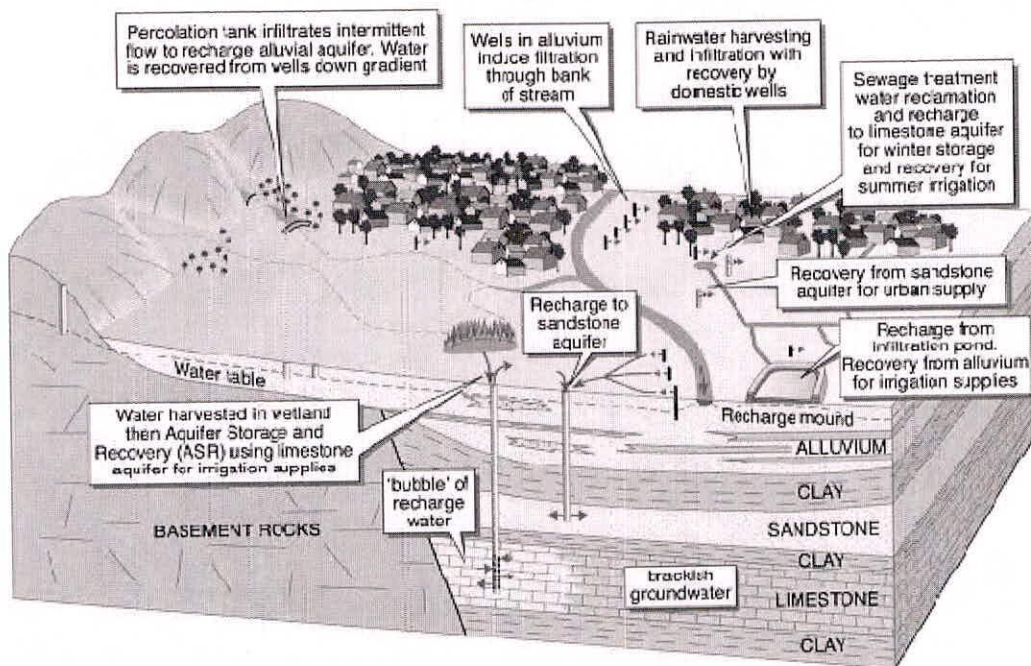 Percolation tank infiltrates intermittent
flow to recharge alluvial aquifer. Water
is recovered from wells down gradient
Wells in alluvium
induce filtration
through bank
of stream
Rainwater harvesting
and infiltration with
recovery by
domestic wells
Sewage treatment
water reclamation
and recharge
to limestone aquifer
for winter storage
and recovery for
summer irrigation
Recovery from sandstone
aquifer for urban supply
Recharge to
sandstone
aquifer
Recharge from
infiltration pond.
Recovery from alluvium
for irrigation supplies
Water table
Water harvested in wetland
then Aquifer Storage and
Recovery (ASR) using limestone
aquifer for irrigation supplies
Recharge mound
ALLUVIUM
CLAY
'bubble' of
recharge
water
SANDSTONE
BASEMENT ROCKS
CLAY
brackish
groundwater
LIMESTONE
CLAY